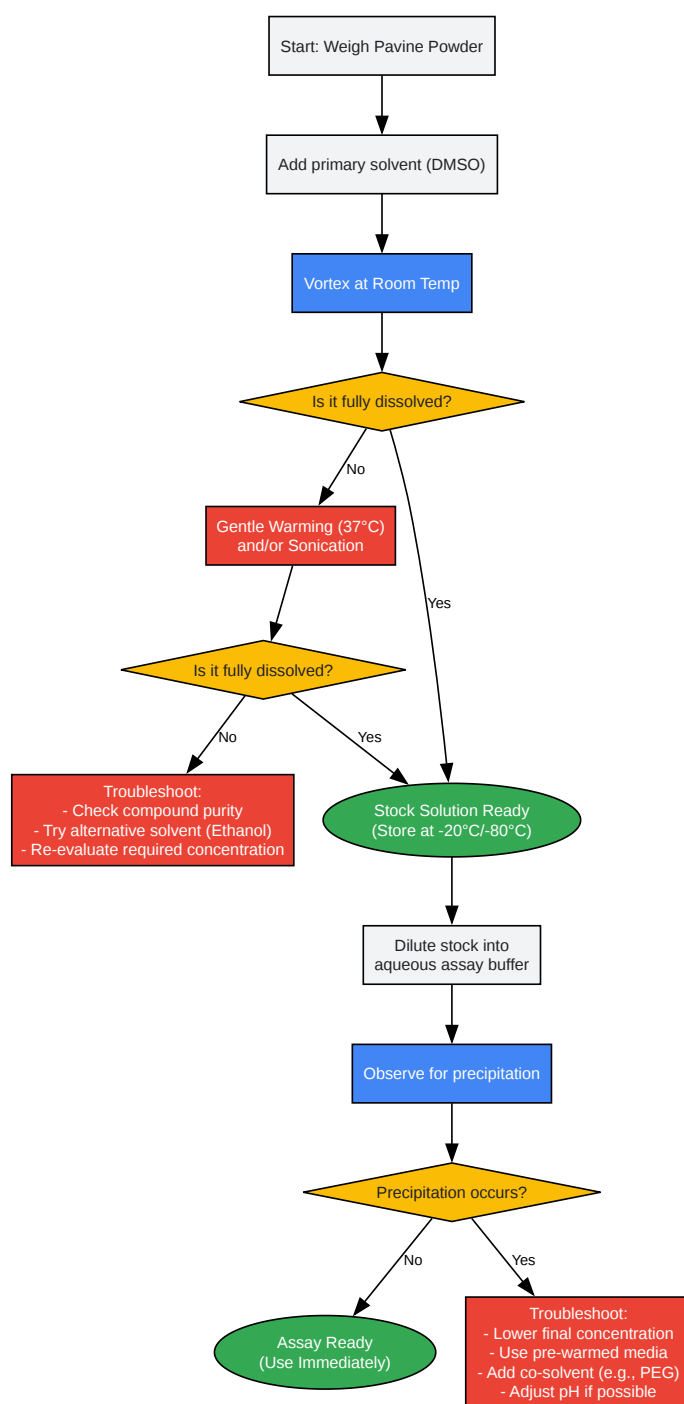 Start: Weigh Pavine Powder
Add primary solvent (DMSO)
Vortex at Room Temp
Is it fully dissolved?
No
Gentle Warming (37°C)
and/or Sonication
Yes
Is it fully dissolved?
No
Yes
Troubleshoot:
- Check compound purity
- Try alternative solvent (Ethanol)
- Re-evaluate required concentration
Stock Solution Ready
(Store at -20°C/-80°C)
Dilute stock into
aqueous assay buffer
Observe for precipitation
Precipitation occurs?
No
Yes
Assay Ready
(Use Immediately)
Troubleshoot:
- Lower final concentration
- Use pre-warmed media
- Add co-solvent (e.g., PEG)
- Adjust pH if possible